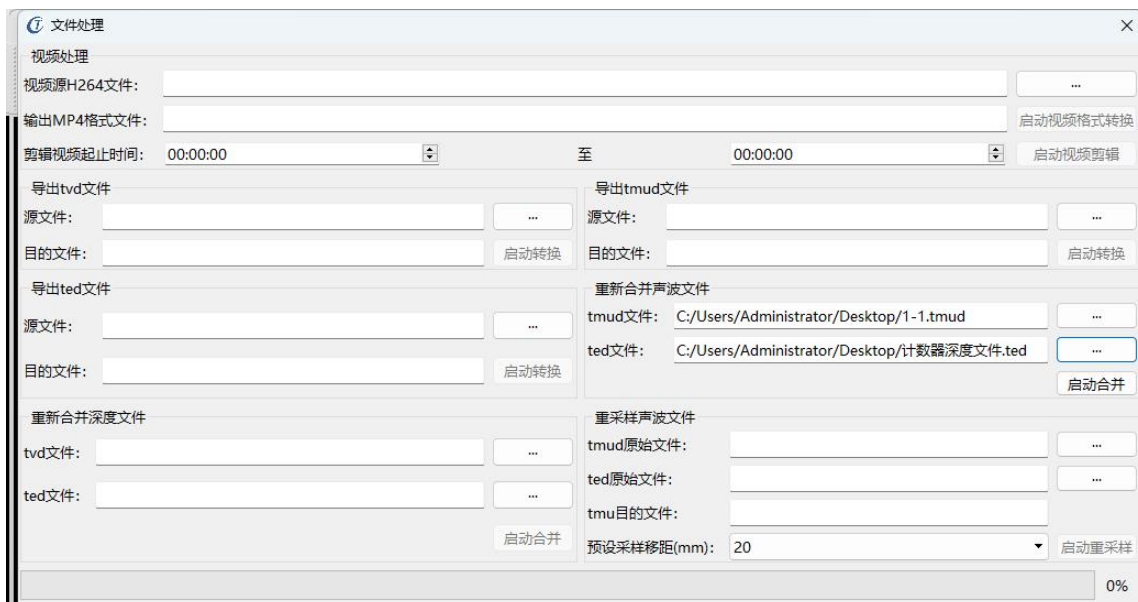 文件处理
视频处理
视频源H264文件: ...
输出MP4格式文件: 启动视频格式转换
剪辑视频起止时间: 00:00:00 至 00:00:00 启动视频剪辑
导出tvd文件
源文件: ...
目的文件: 启动转换
导出tmud文件
源文件: ...
目的文件: 启动转换
导出ted文件
源文件: ...
目的文件: 启动转换
重新合并声波文件
tmud文件: C:/Users/Administrator/Desktop/1-1.tmud ...
ted文件: C:/Users/Administrator/Desktop/计数器深度文件.ted ...
启动合并
重新合并深度文件
tvd文件: ...
ted文件: ...
启动合并
重采样声波文件
tmud原始文件: ...
ted原始文件: ...
tmu目的文件:
预设采样移距(mm): 20 启动重采样
0%